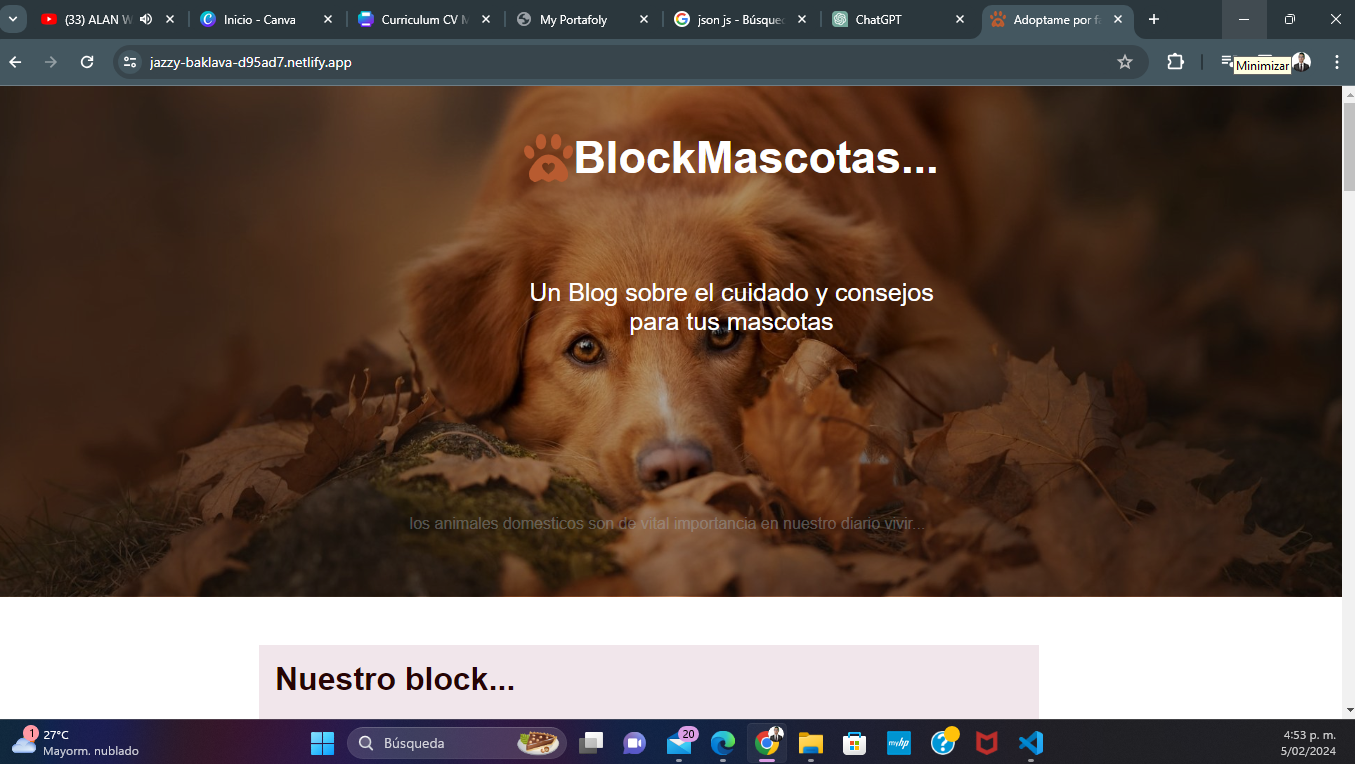 (33) ALAN W
Inicio - Canva
Curriculum CV M
My Portafoly
json js - Búsque
ChatGPT
Adoptame por fa
jazzy-baklava-d95ad7.netlify.app
Minimizar
BlockMascotas...
Un Blog sobre el cuidado y consejos
para tus mascotas
los animales domesticos son de vital importancia en nuestro diario vivir...
Nuestro block...
1
27°C
Mayorm. nublado
Búsqueda
20
myhp
4:53 p. m.
5/02/2024